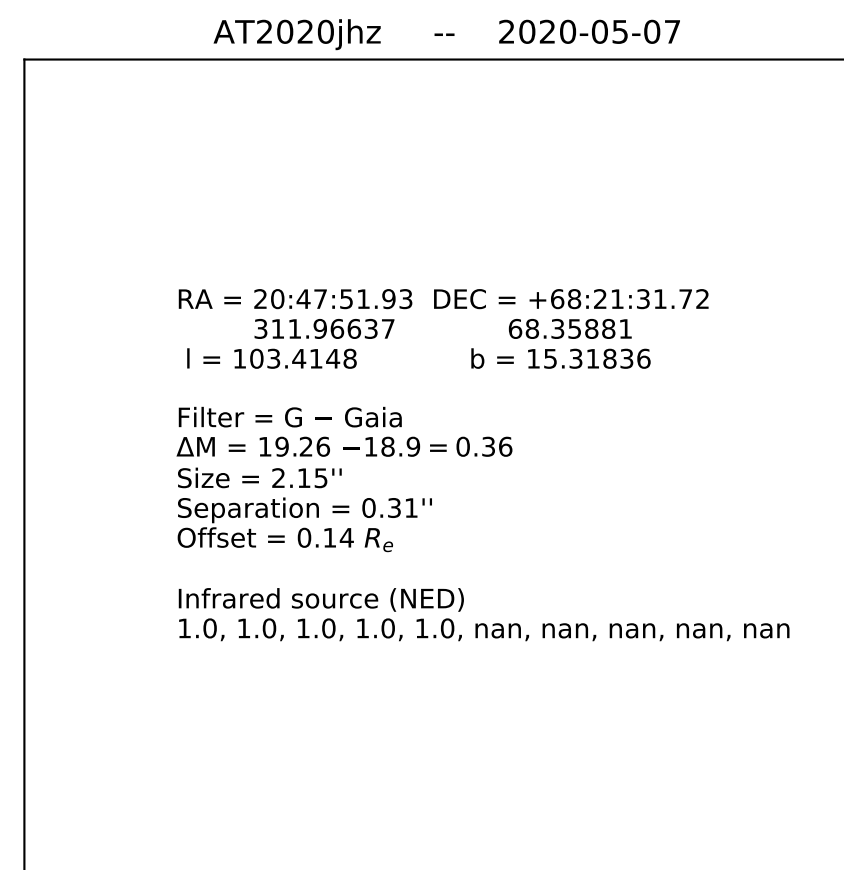 AT2020jhz -- 2020-05-07
RA = 20:47:51.93 DEC = +68:21:31.72
311.96637 68.35881
l = 103.4148 b = 15.31836
Filter = G − Gaia
ΔM = 19.26 −18.9 = 0.36
Size = 2.15''
Separation = 0.31''
Offset = 0.14 Rₑ
Infrared source (NED)
1.0, 1.0, 1.0, 1.0, 1.0, nan, nan, nan, nan, nan